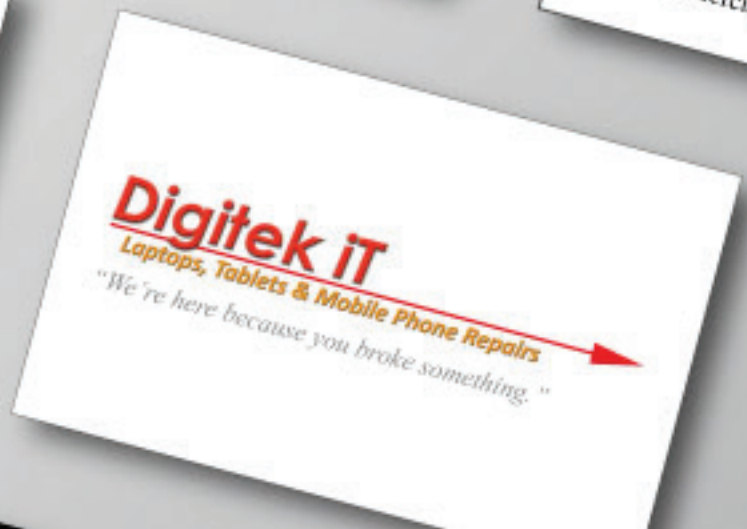 Digitek iT
Laptops, Tablets & Mobile Phone Repairs
"We're here because you broke something."